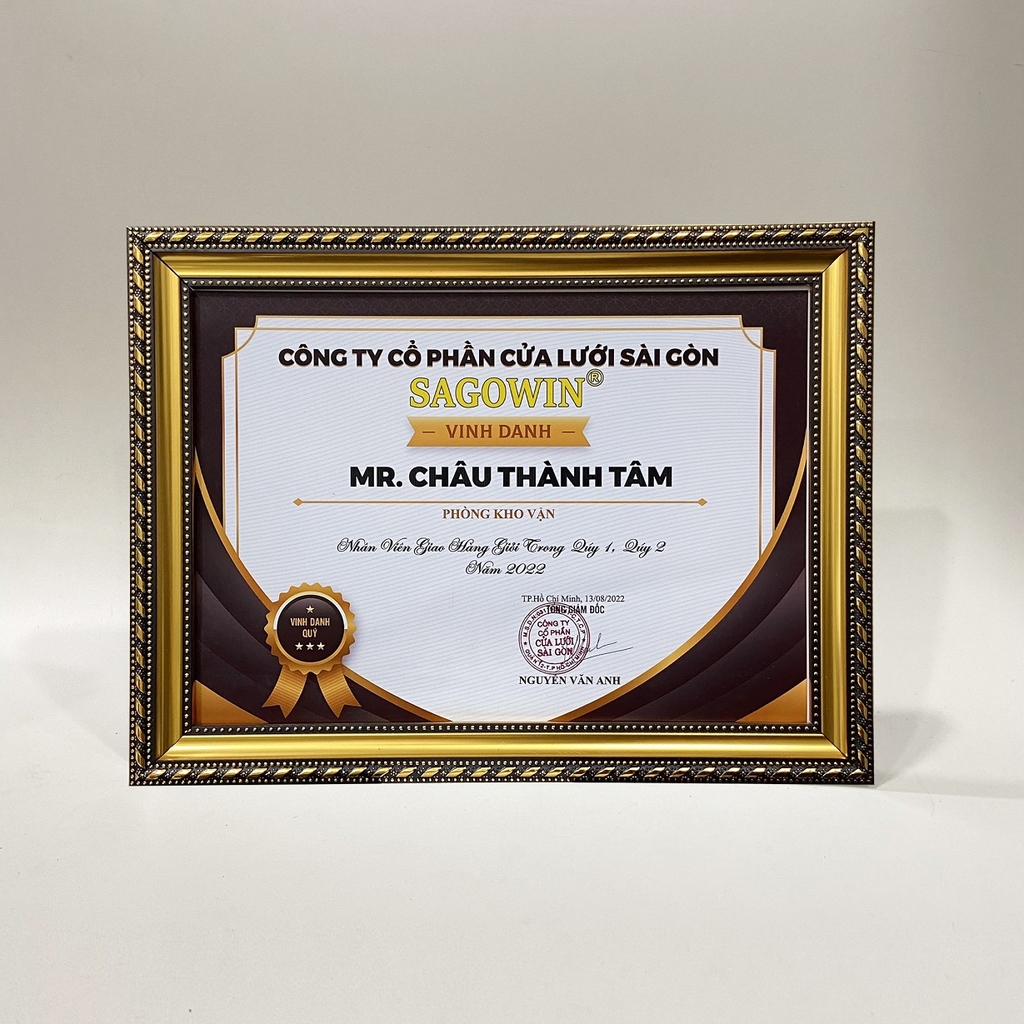 CÔNG TY CỔ PHẦN CỬA LƯỚI SÀI GÒN
SAGOWIN®
VINH DANH
MR. CHÂU THÀNH TÂM
PHÒNG KHO VẬN
Nhân Viên Giao Hàng Giỏi Trong Qúy 1, Qúy 2
Năm 2022
TP.Hồ Chí Minh, 13/08/2022
TỔNG GIÁM ĐỐC
CÔNG TY
CỔ PHẦN
CỬA LƯỚI
SÀI GÒN
NGUYỄN VĂN ANH
VINH DANH
QUÝ